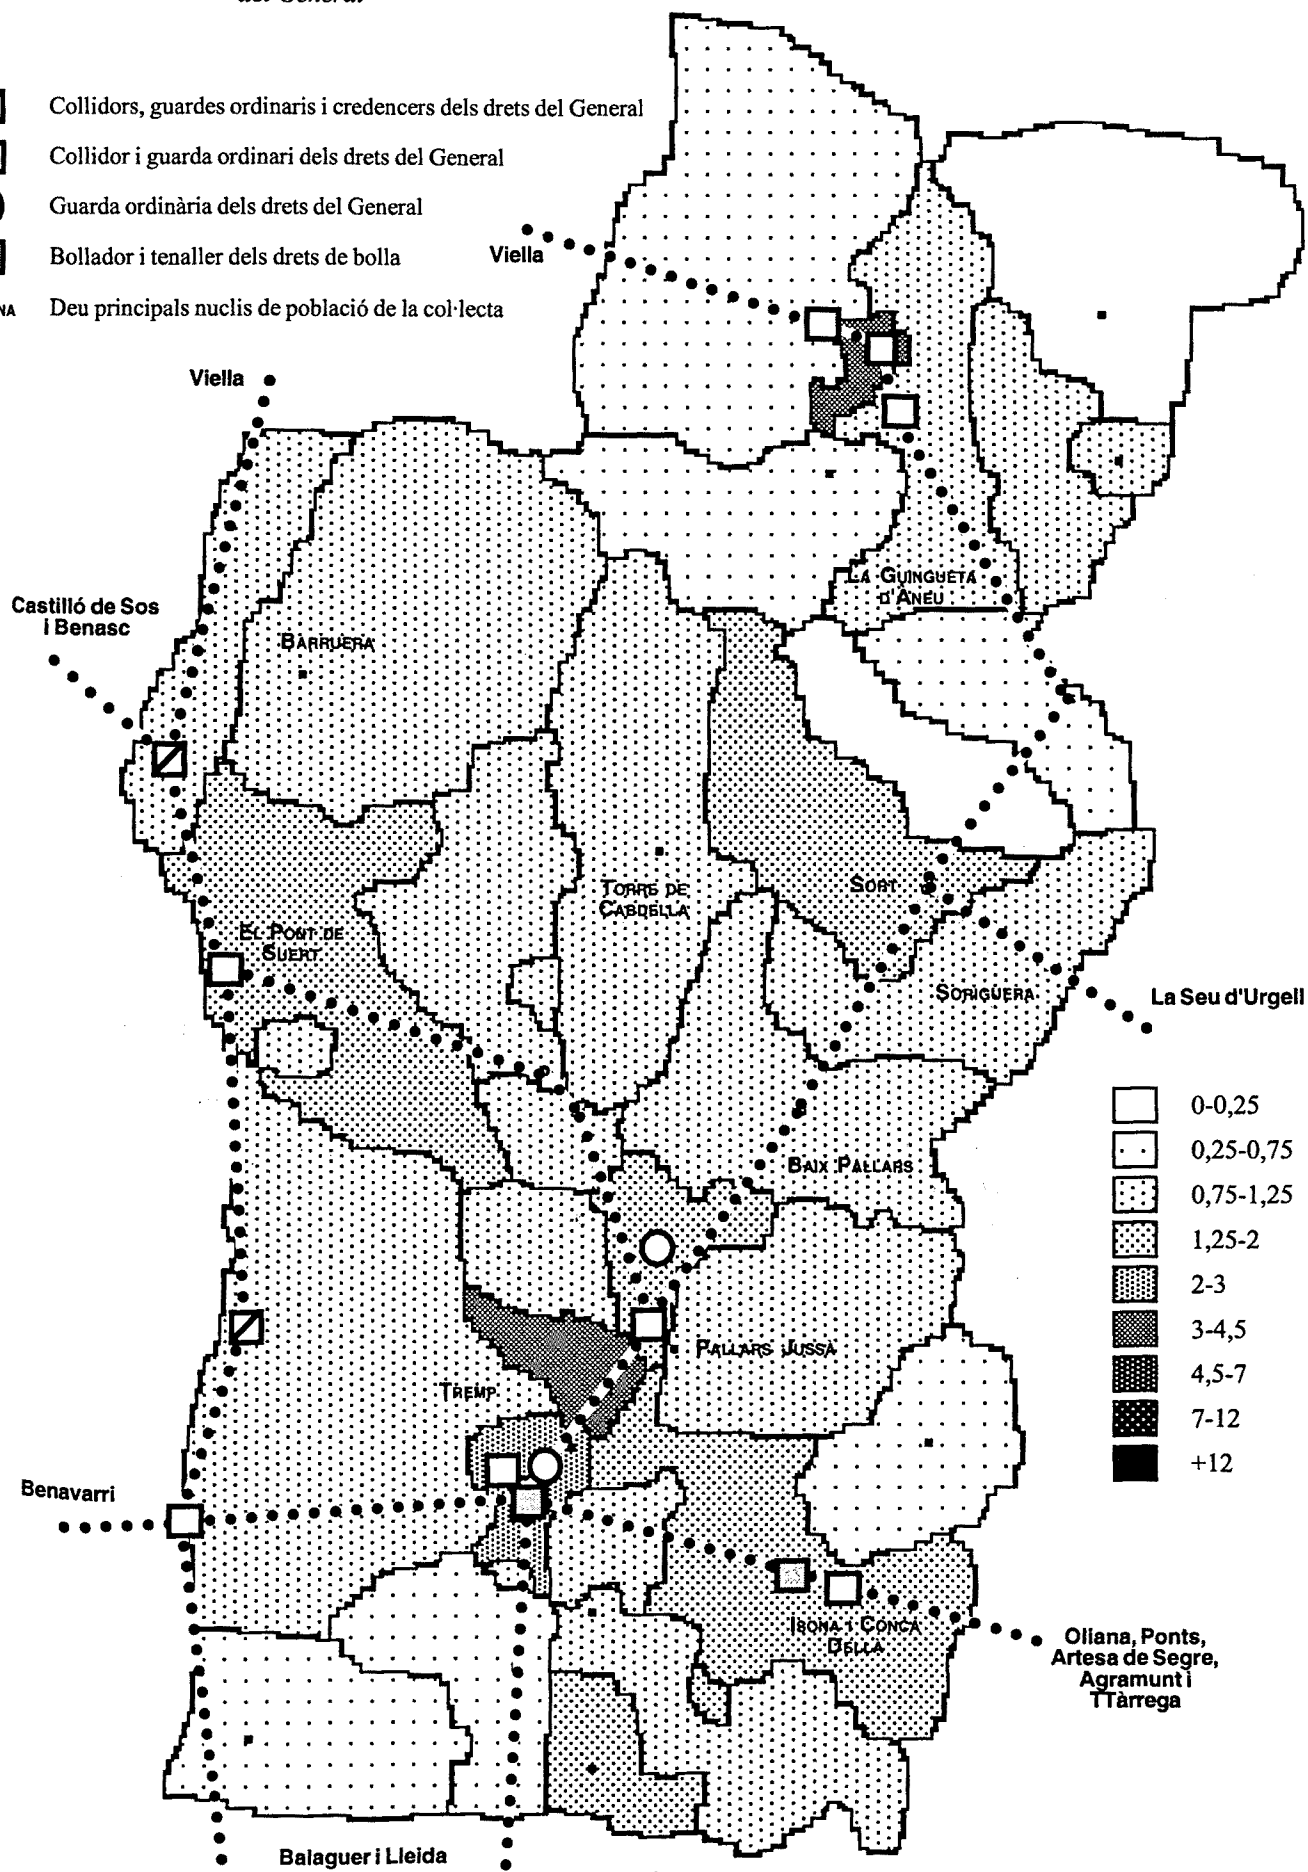 del General
Collidors, guardes ordinaris i credencers dels drets del General
Collidor i guarda ordinari dels drets del General
Guarda ordinària dels drets del General
Bollador i tenaller dels drets de bolla
NA Deu principals nuclis de població de la col·lecta
Viella
Viella
Castilló de Sos
i Benasc
LA GUINGUETA
D'ANEU
BARRUERA
TORRE DE
CABDELLA
SORT
EL PONT DE
SUERT
SORIGUERA
La Seu d'Urgell
BAIX PALLARS
PALLARS JUSSÀ
TREMP
Benavarri
ISONA I CONCA
DELLÀ
Oliana, Ponts,
Artesa de Segre,
Agramunt i
TTàrrega
Balaguer i Lleida
0-0,25
0,25-0,75
0,75-1,25
1,25-2
2-3
3-4,5
4,5-7
7-12
+12